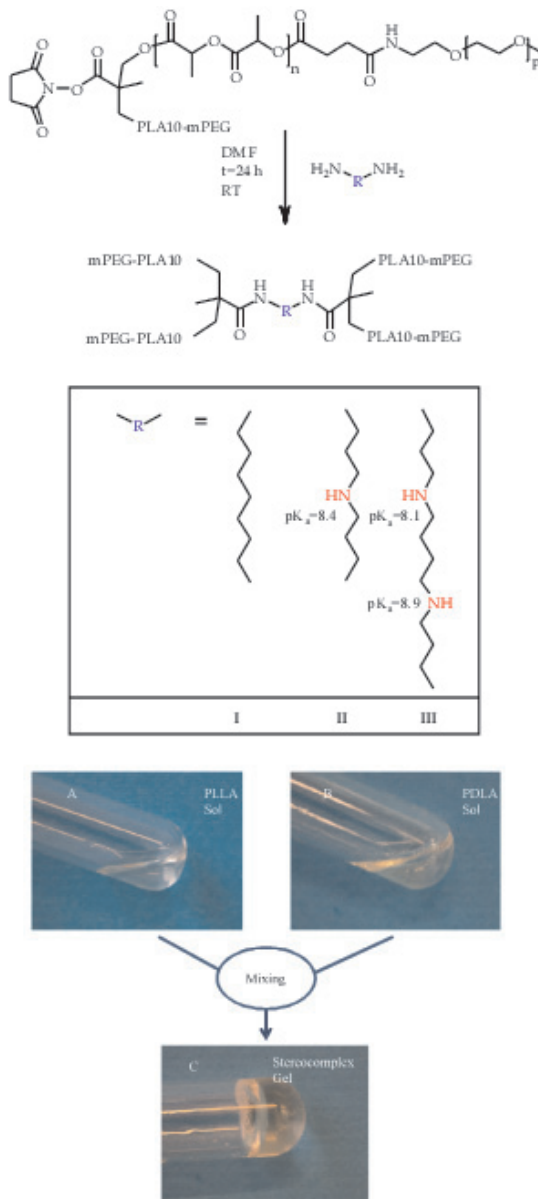 O O O O O O H N O O
N-O O O O n O O p
O PLA10-mPEG
DMF
t=24 h
RT
H₂N R NH₂
mPEG-PLA10 PLA10-mPEG
H H
N R N
O O
mPEG-PLA10 PLA10-mPEG
R =
HN HN
pKₐ=8.4 pKₐ=8.1
pKₐ=8.9 NH
I II III
A PLLA
Sol
B PDLA
Sol
Mixing
C Stereocomplex
Gel